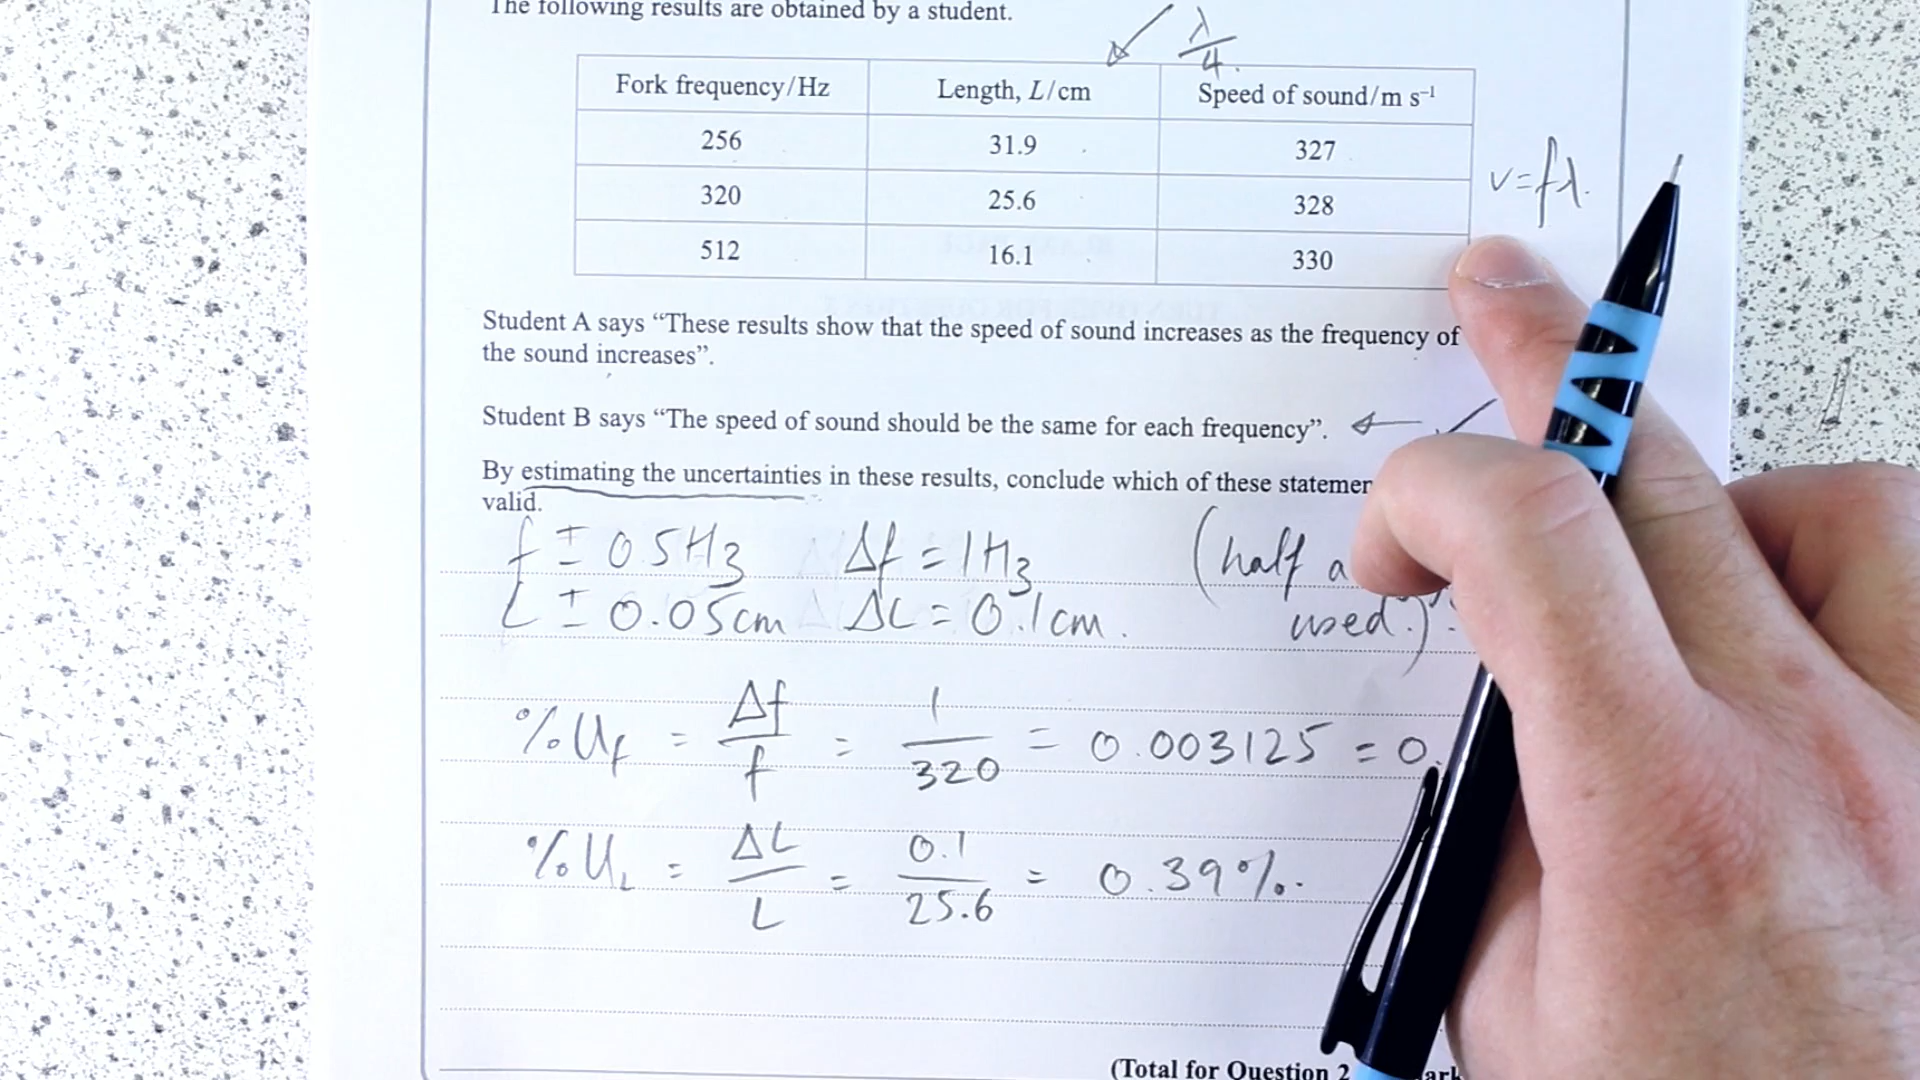 The following results are obtained by a student.
λ/4.
Fork frequency/Hz Length, L/cm Speed of sound/m s⁻¹
256 31.9 327
320 25.6 328
512 16.1 330
v=fλ.
Student A says “These results show that the speed of sound increases as the frequency of
the sound increases”.
Student B says “The speed of sound should be the same for each frequency”.
By estimating the uncertainties in these results, conclude which of these
valid.
f ± 0.5Hz Δf = 1Hz (half a
L ± 0.05cm ΔL = 0.1cm. used.)
%U_f = Δf/f = 1/320 = 0.003125 = 0.
%U_L = ΔL/L = 0.1/25.6 = 0.39%.
(Total for Question 2